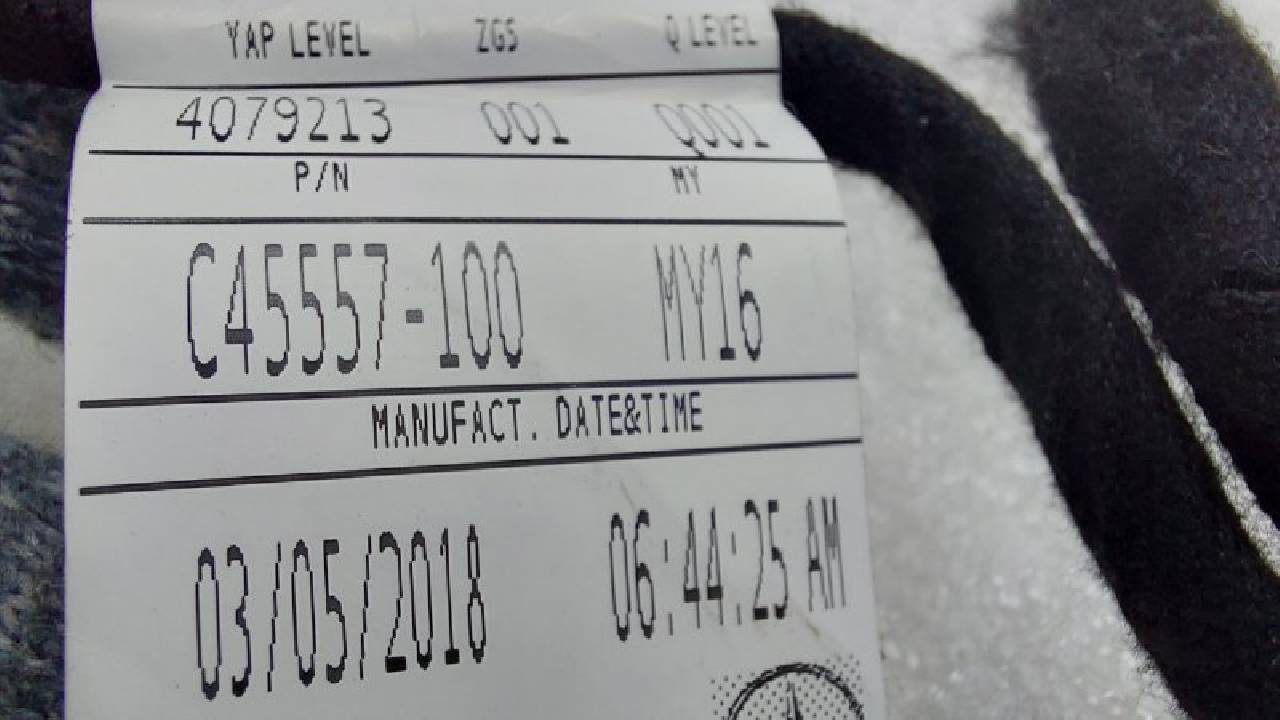 YAP LEVEL ZGS Q LEVEL
4079213 001 Q001
P/N MY
C45557-100 MY16
MANUFACT. DATE&TIME
03/05/2018 06:44:25 AM